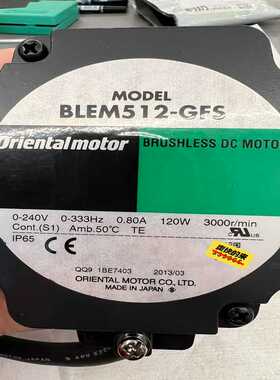 MODEL
BLEM512-GFS
Orientalmotor
BRUSHLESS DC MOTO
0-240V 0-333Hz 0.80A 120W 3000r/min
Cont.(S1) Amb.50℃ TE
IP65 CE
QQ9 1BE7403 2013/03
ORIENTAL MOTOR CO.,LTD.
MADE IN JAPAN